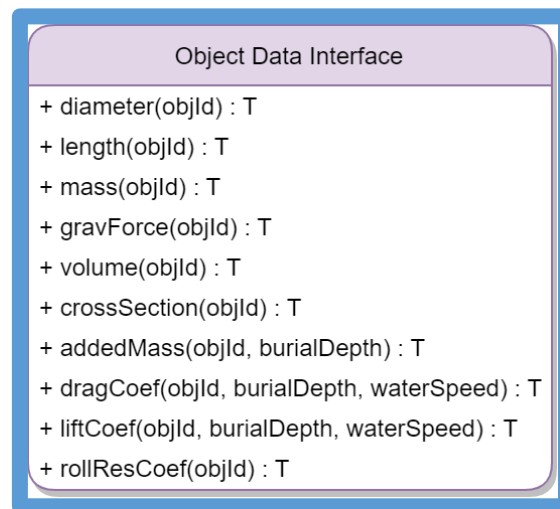 Object Data Interface
+ diameter(objId) : T
+ length(objId) : T
+ mass(objId) : T
+ gravForce(objId) : T
+ volume(objId) : T
+ crossSection(objId) : T
+ addedMass(objId, burialDepth) : T
+ dragCoef(objId, burialDepth, waterSpeed) : T
+ liftCoef(objId, burialDepth, waterSpeed) : T
+ rollResCoef(objId) : T